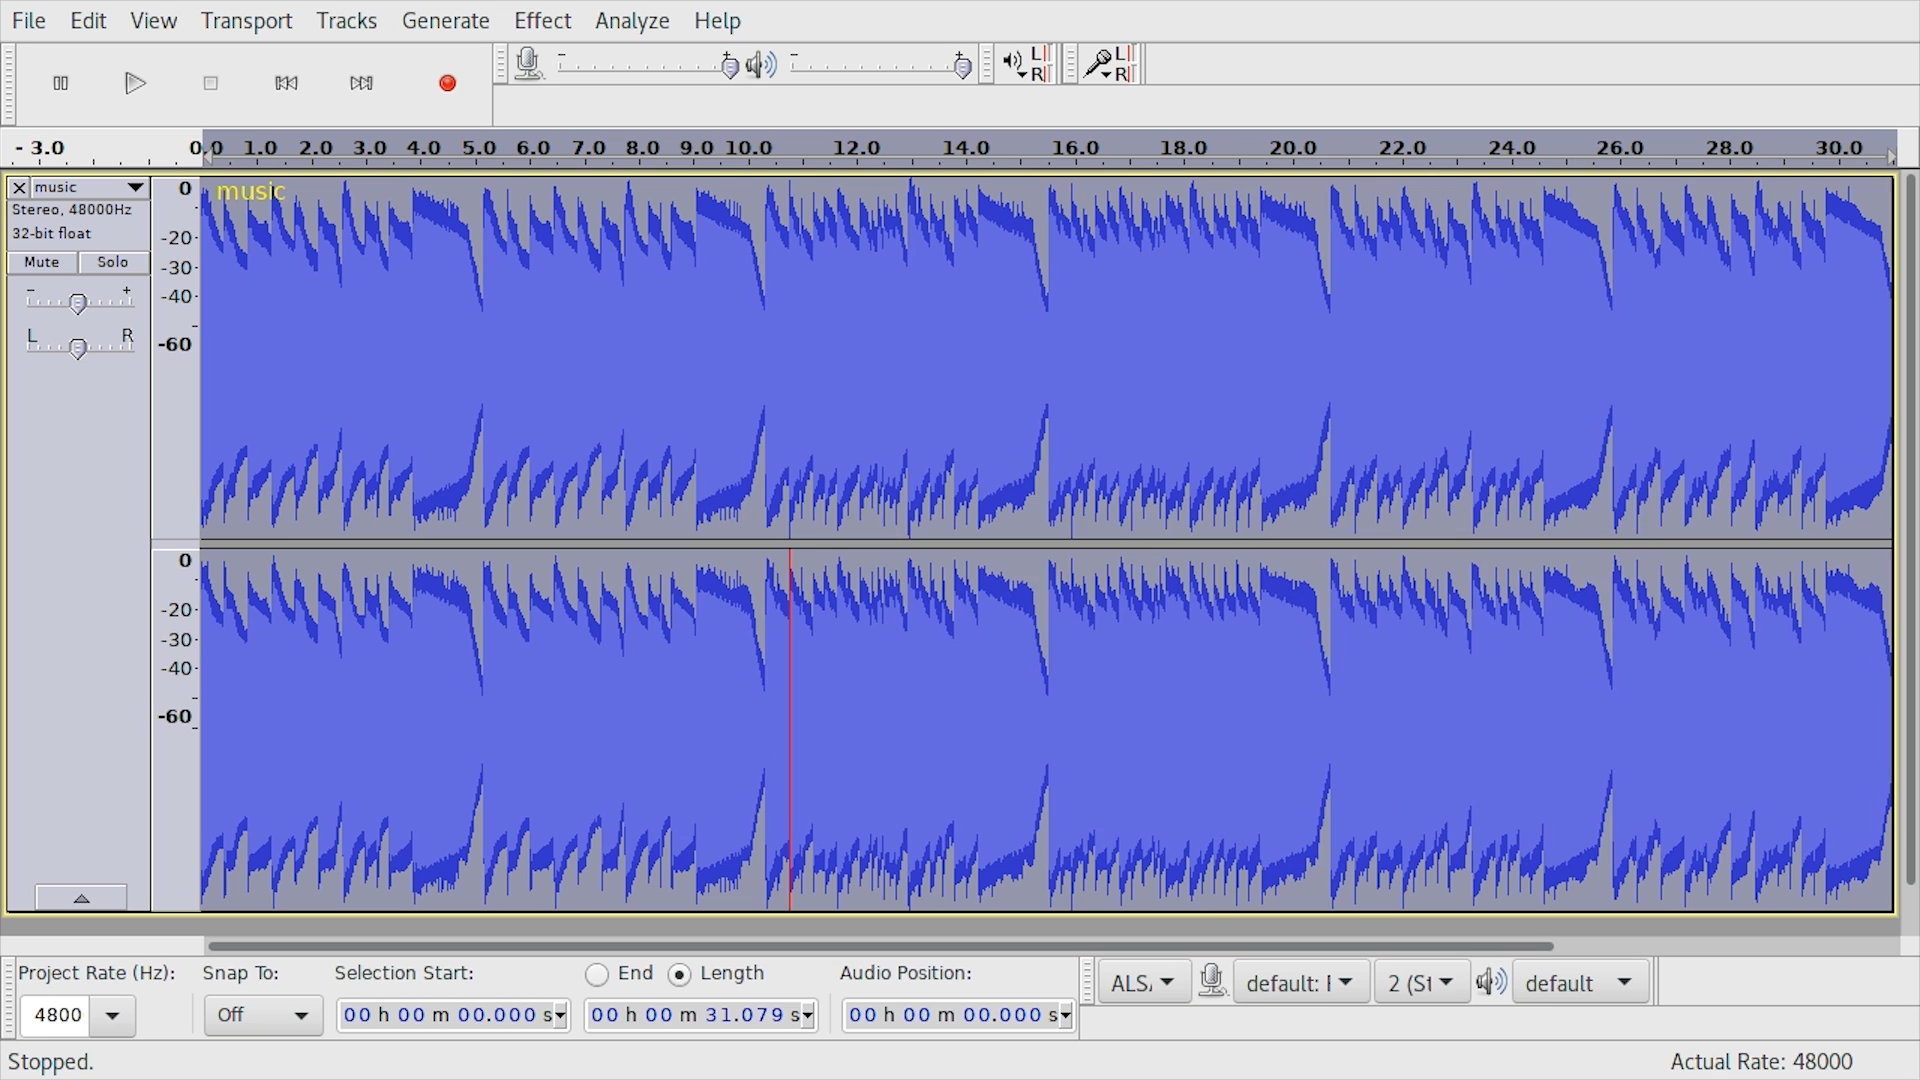 File Edit View Transport Tracks Generate Effect Analyze Help
- +
- +
L
R
L
R
- 3.0 0.0 1.0 2.0 3.0 4.0 5.0 6.0 7.0 8.0 9.0 10.0 12.0 14.0 16.0 18.0 20.0 22.0 24.0 26.0 28.0 30.0
music
Stereo, 48000Hz
32-bit float
Mute Solo
- +
L R
music
0
-20
-30
-40
-60
0
-20
-30
-40
-60
Project Rate (Hz): Snap To: Selection Start: End Length Audio Position:
4800 Off 00 h 00 m 00.000 s 00 h 00 m 31.079 s 00 h 00 m 00.000 s
ALS default: 2 (St default
Stopped. Actual Rate: 48000